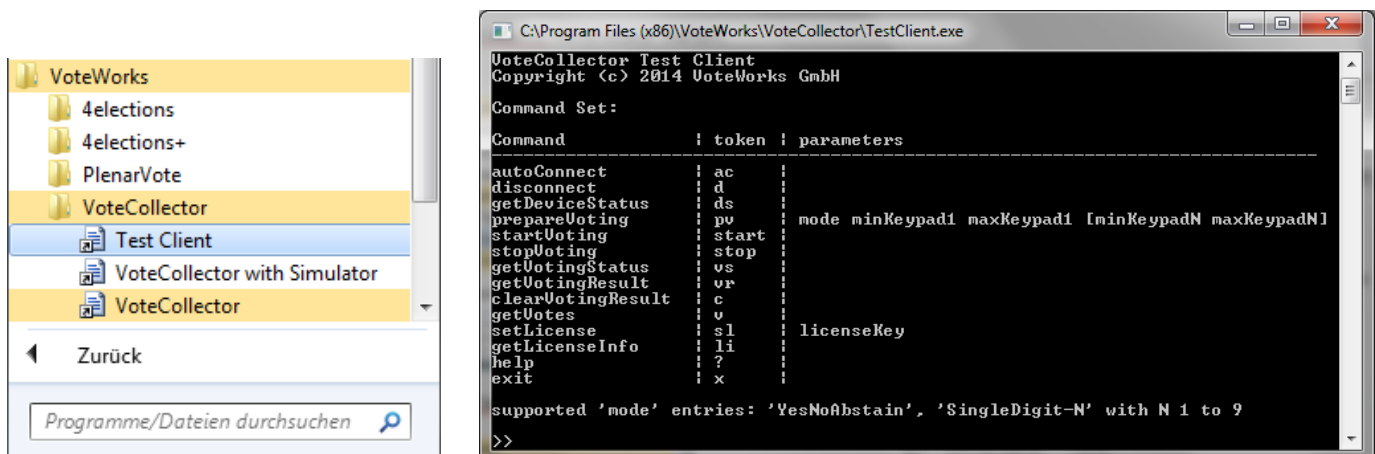 VoteWorks
4elections
4elections+
PlenarVote
VoteCollector
Test Client
VoteCollector with Simulator
VoteCollector
Zurück
Programme/Dateien durchsuchen
C:\Program Files (x86)\VoteWorks\VoteCollector\TestClient.exe
VoteCollector Test Client
Copyright (c) 2014 VoteWorks GmbH
Command Set:
Command | token | parameters
autoConnect | ac |
disconnect | d |
getDeviceStatus | ds |
prepareVoting | pv | mode minKeypad1 maxKeypad1 [minKeypadN maxKeypadN]
startVoting | start |
stopVoting | stop |
getVotingStatus | vs |
getVotingResult | vr |
clearVotingResult | c |
getVotes | v |
setLicense | sl | licenseKey
getLicenseInfo | li |
help | ? |
exit | x |
supported 'mode' entries: 'YesNoAbstain', 'SingleDigit-N' with N 1 to 9
>>